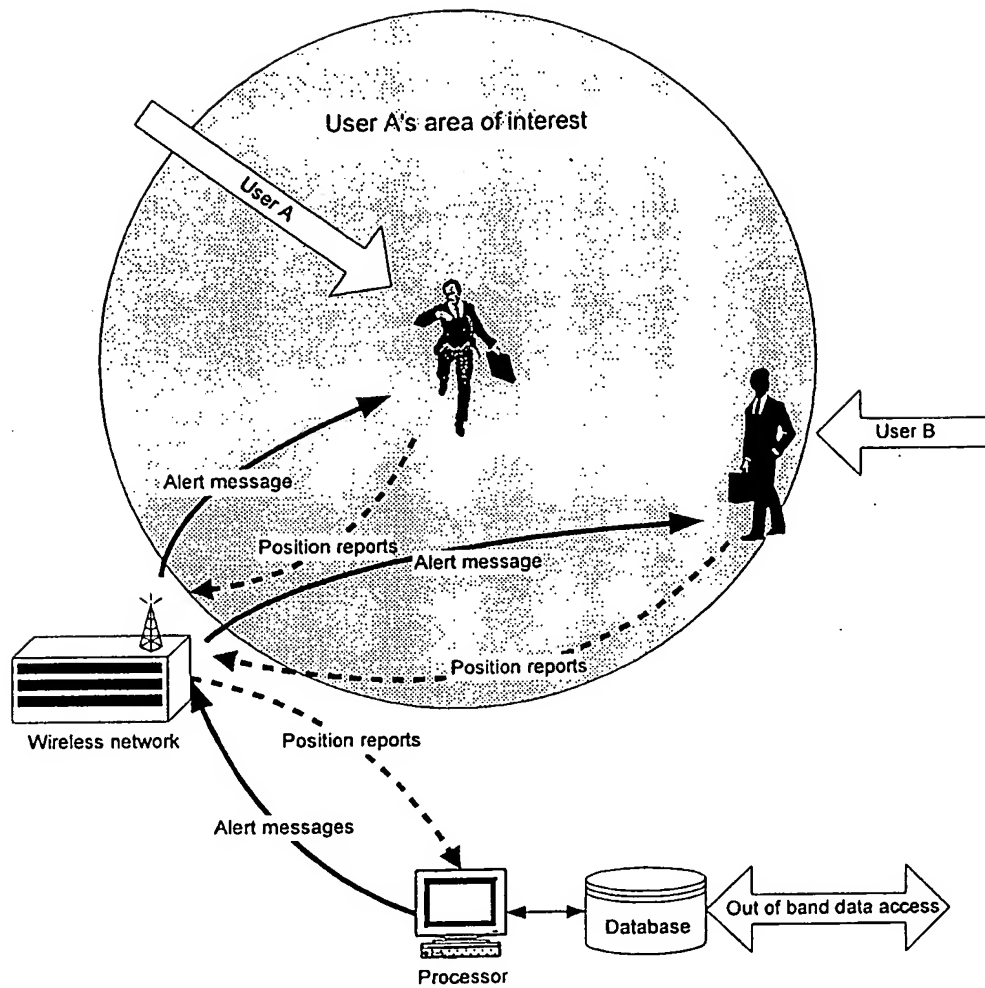 User A's area of interest
User A
User B
Alert message
Position reports
Alert message
Position reports
Wireless network
Position reports
Alert messages
Processor
Database
Out of band data access